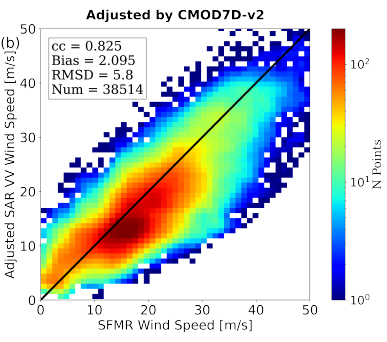 Adjusted by CMOD7D-v2
(b)
cc = 0.825
Bias = 2.095
RMSD = 5.8
Num = 38514
Adjusted SAR VV Wind Speed [m/s]
50
40
30
20
10
0
0 10 20 30 40 50
SFMR Wind Speed [m/s]
10²
10¹
10⁰
N Points